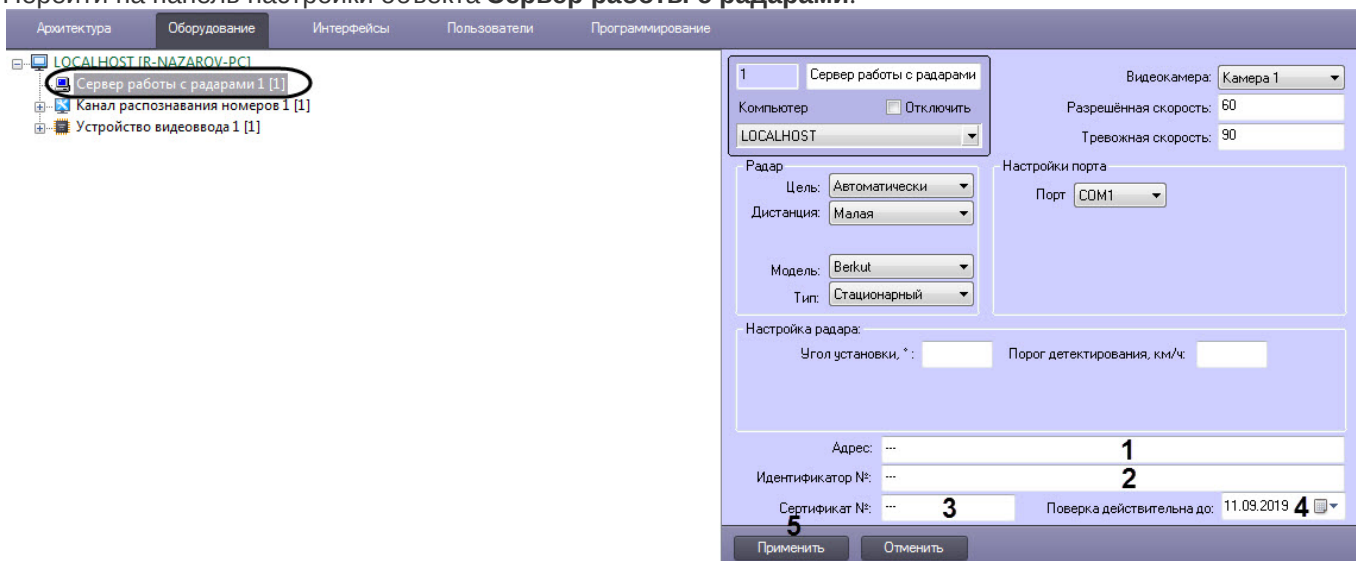 Перейти на панель настройки объекта Сервер работы с радарами.
Архитектура Оборудование Интерфейсы Пользователи Программирование
LOCALHOST [R-NAZAROV-PC]
Сервер работы с радарами 1 [1]
Канал распознавания номеров 1 [1]
Устройство видеоввода 1 [1]
1 Сервер работы с радарами
Видеокамера: Камера 1
Компьютер Отключить
Разрешённая скорость: 60
LOCALHOST
Тревожная скорость: 90
Радар
Настройки порта
Цель: Автоматически
Порт COM1
Дистанция: Малая
Модель: Berkut
Тип: Стационарный
Настройка радара:
Угол установки, ° : Порог детектирования, км/ч:
Адрес: --- 1
Идентификатор №: --- 2
Сертификат №: --- 3 Поверка действительна до: 11.09.2019 4
5
Применить Отменить